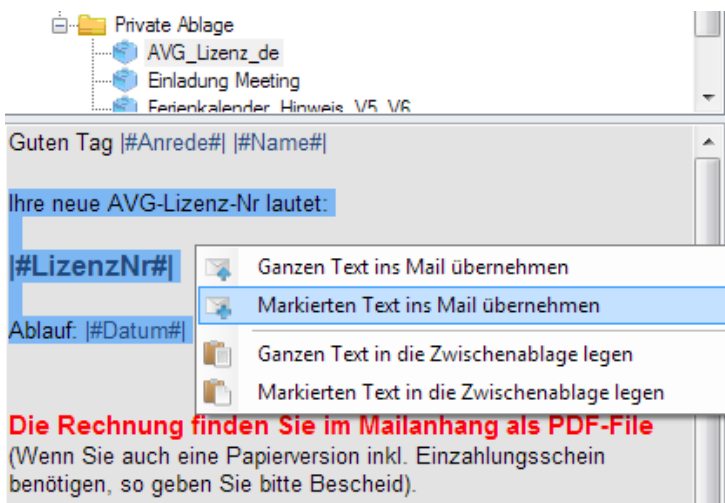 Private Ablage
AVG_Lizenz_de
Einladung Meeting
Ferienkalender_Hinweis_V5_V6
Guten Tag |#Anrede#| |#Name#|
Ihre neue AVG-Lizenz-Nr lautet:
|#LizenzNr#|
Ganzen Text ins Mail übernehmen
Markierten Text ins Mail übernehmen
Ablauf: |#Datum#|
Ganzen Text in die Zwischenablage legen
Markierten Text in die Zwischenablage legen
Die Rechnung finden Sie im Mailanhang als PDF-File
(Wenn Sie auch eine Papierversion inkl. Einzahlungsschein
benötigen, so geben Sie bitte Bescheid).